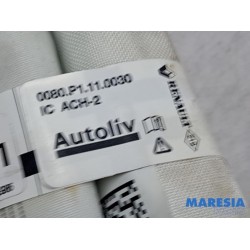 0080.P1.11.0030
IC ACH-2
Autoliv
RENAULT
MARESIA